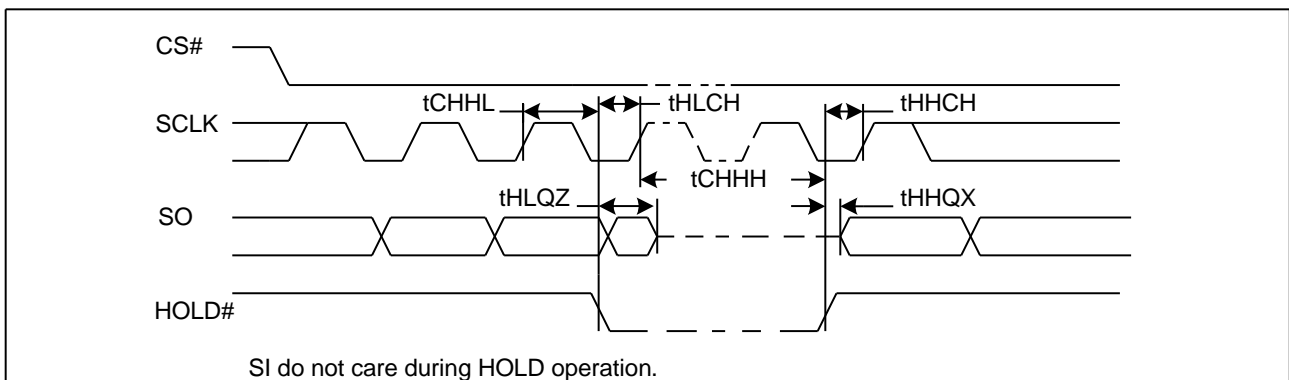 CS#
tCHHL
tHLCH
tHHCH
SCLK
tCHHH
tHLQZ
tHHQX
SO
HOLD#
SI do not care during HOLD operation.